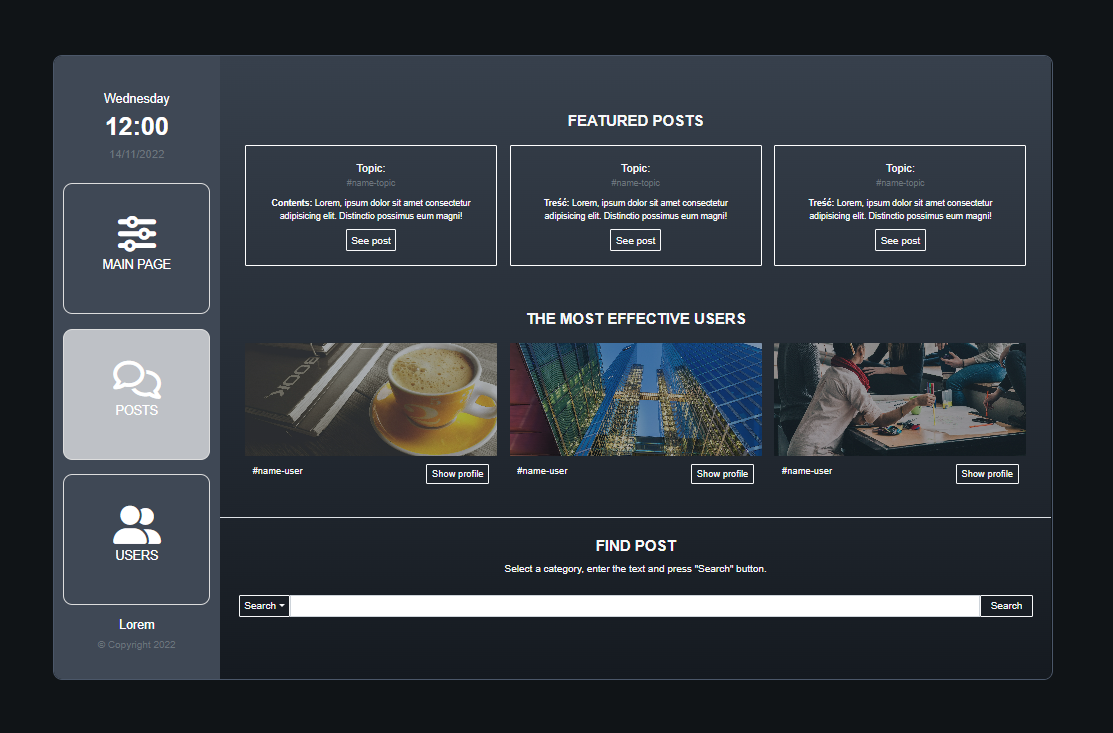 Wednesday
12:00
14/11/2022
MAIN PAGE
POSTS
USERS
Lorem
© Copyright 2022
FEATURED POSTS
Topic:
#name-topic
Contents: Lorem, ipsum dolor sit amet consectetur
adipisicing elit. Distinctio possimus eum magni!
See post
Topic:
#name-topic
Treść: Lorem, ipsum dolor sit amet consectetur
adipisicing elit. Distinctio possimus eum magni!
See post
Topic:
#name-topic
Treść: Lorem, ipsum dolor sit amet consectetur
adipisicing elit. Distinctio possimus eum magni!
See post
THE MOST EFFECTIVE USERS
BOOK
#name-user
Show profile
#name-user
Show profile
#name-user
Show profile
FIND POST
Select a category, enter the text and press "Search" button.
Search
Search